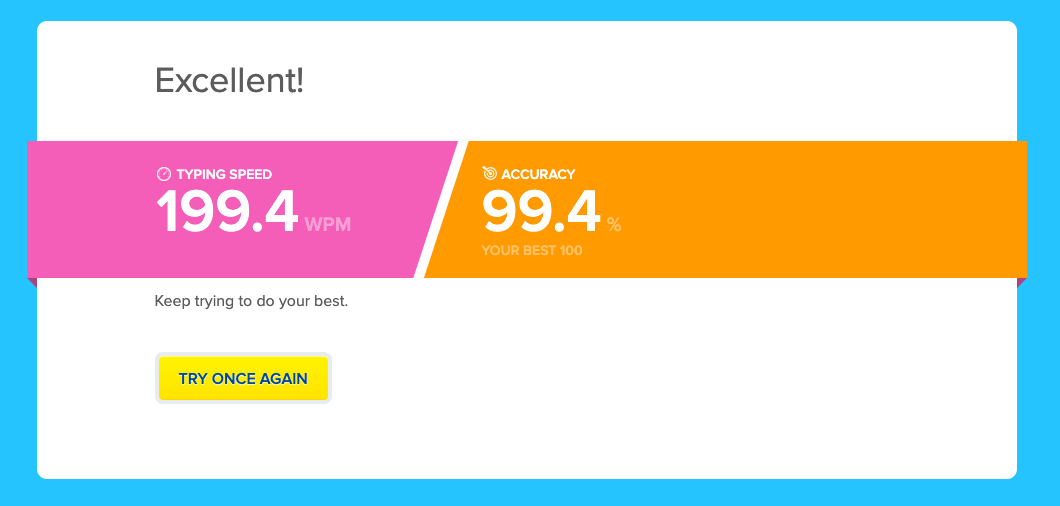 Excellent!
TYPING SPEED
199.4 WPM
ACCURACY
99.4 %
YOUR BEST 100
Keep trying to do your best.
TRY ONCE AGAIN